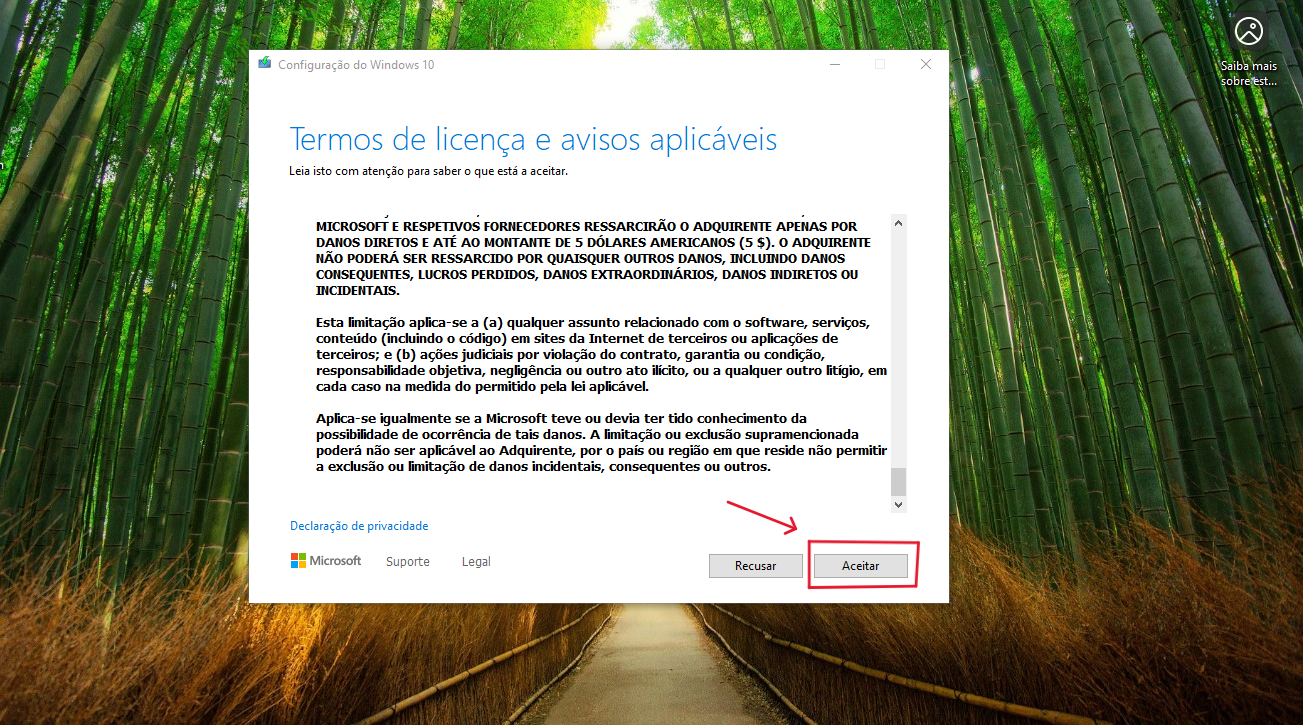 Saiba mais
sobre est...
Configuração do Windows 10
Termos de licença e avisos aplicáveis
Leia isto com atenção para saber o que está a aceitar.
MICROSOFT E RESPETIVOS FORNECEDORES RESSARCIRÃO O ADQUIRENTE APENAS POR
DANOS DIRETOS E ATÉ AO MONTANTE DE 5 DÓLARES AMERICANOS (5 $). O ADQUIRENTE
NÃO PODERÁ SER RESSARCIDO POR QUAISQUER OUTROS DANOS, INCLUINDO DANOS
CONSEQUENTES, LUCROS PERDIDOS, DANOS EXTRAORDINÁRIOS, DANOS INDIRETOS OU
INCIDENTAIS.
Esta limitação aplica-se a (a) qualquer assunto relacionado com o software, serviços,
conteúdo (incluindo o código) em sites da Internet de terceiros ou aplicações de
terceiros; e (b) ações judiciais por violação do contrato, garantia ou condição,
responsabilidade objetiva, negligência ou outro ato ilícito, ou a qualquer outro litígio, em
cada caso na medida do permitido pela lei aplicável.
Aplica-se igualmente se a Microsoft teve ou devia ter tido conhecimento da
possibilidade de ocorrência de tais danos. A limitação ou exclusão supramencionada
poderá não ser aplicável ao Adquirente, por o país ou região em que reside não permitir
a exclusão ou limitação de danos incidentais, consequentes ou outros.
Declaração de privacidade
Microsoft Suporte Legal
Recusar Aceitar